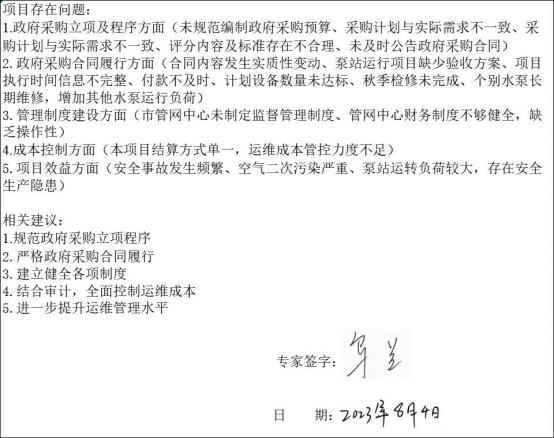 项目存在问题：
1.政府采购立项及程序方面（未规范编制政府采购预算、采购计划与实际需求不一致、采
购计划与实际需求不一致、评分内容及标准存在不合理、未及时公告政府采购合同）
2.政府采购合同履行方面（合同内容发生实质性变动、泵站运行项目缺少验收方案、项目
执行时间信息不完整、付款不及时、计划设备数量未达标、秋季检修未完成、个别水泵长
期维修，增加其他水泵运行负荷）
3.管理制度建设方面（市管网中心未制定监督管理制度、管网中心财务制度不够健全，缺
乏操作性）
4.成本控制方面（本项目结算方式单一，运维成本管控力度不足）
5.项目效益方面（安全事故发生频繁、空气二次污染严重、泵站运转负荷较大，存在安全
生产隐患）
相关建议：
1.规范政府采购立项程序
2.严格政府采购合同履行
3.建立健全各项制度
4.结合审计，全面控制运维成本
5.进一步提升运维管理水平
专家签字：
日　　期：2023年8月4日